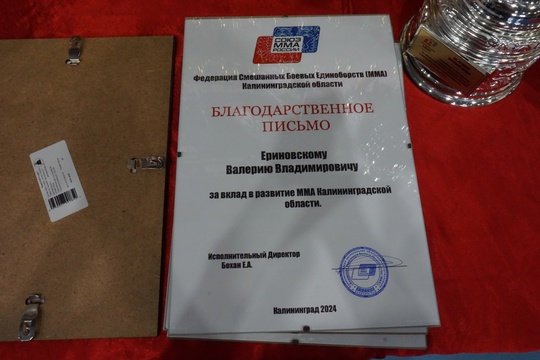 СОЮЗ
ММА
РОССИИ
Федерация Смешанных Боевых Единоборств (ММА)
Калининградской области
БЛАГОДАРСТВЕННОЕ
ПИСЬМО
Ериновскому
Валерию Владимировичу
за вклад в развитие ММА Калининградской
области.
Исполнительный Директор
Бохан Е.А.
Калининград 2024